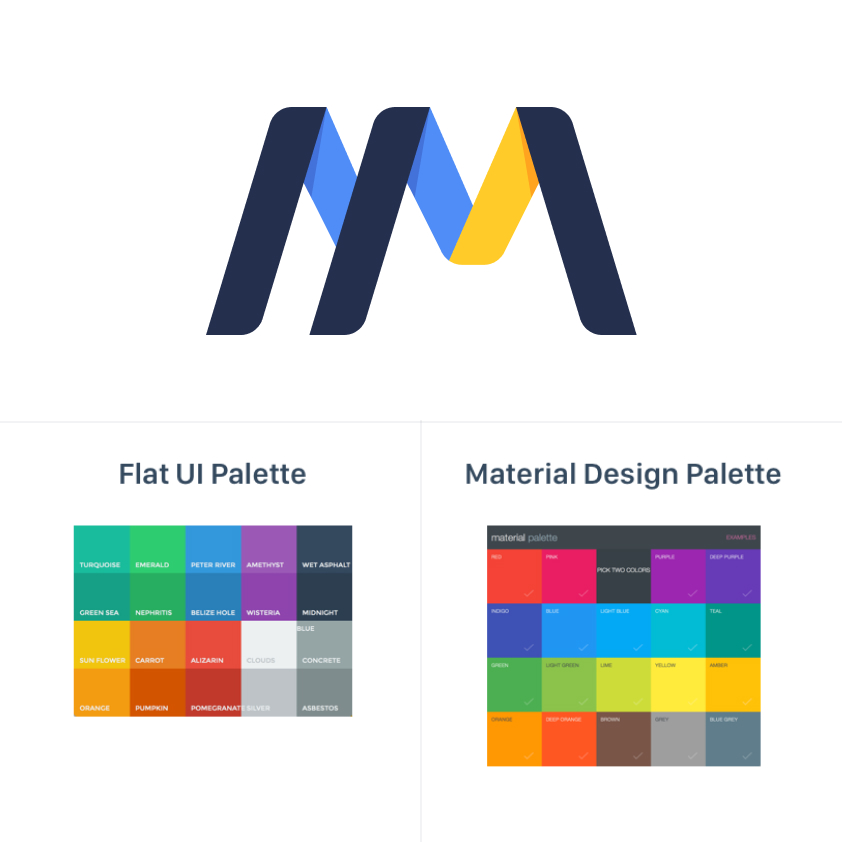 Flat UI Palette
Material Design Palette
TURQUOISE EMERALD PETER RIVER AMETHYST WET ASPHALT
GREEN SEA NEPHRITIS BELIZE HOLE WISTERIA MIDNIGHT
BLUE
SUN FLOWER CARROT ALIZARIN CLOUDS CONCRETE
ORANGE PUMPKIN POMEGRANATE SILVER ASBESTOS
material palette EXAMPLES
RED PINK PICK TWO COLORS PURPLE DEEP PURPLE
INDIGO BLUE LIGHT BLUE CYAN TEAL
GREEN LIGHT GREEN LIME YELLOW AMBER
ORANGE DEEP ORANGE BROWN GREY BLUE GREY